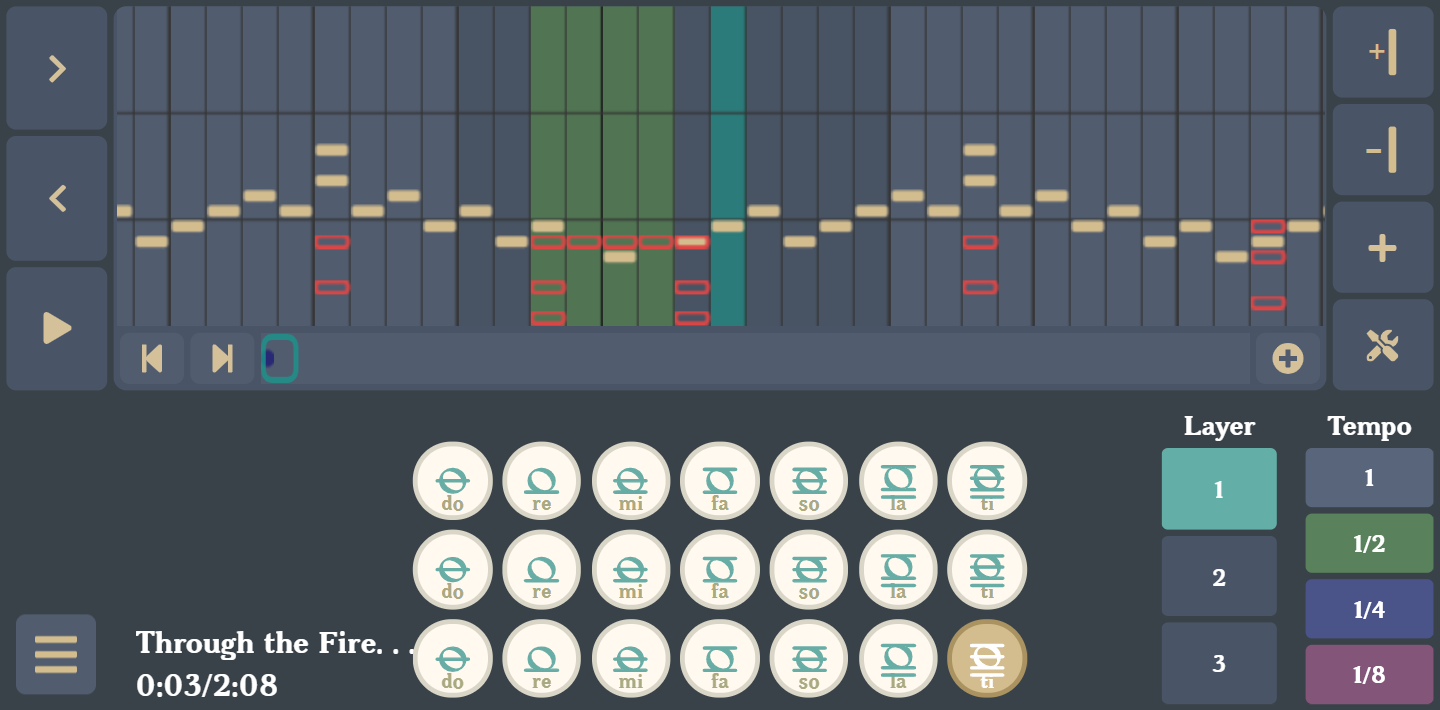 Layer Tempo
1 1
1/2
2 1/4
3 1/8
do re mi fa so la ti
do re mi fa so la ti
do re mi fa so la ti
Through the Fire. . .
0:03/2:08